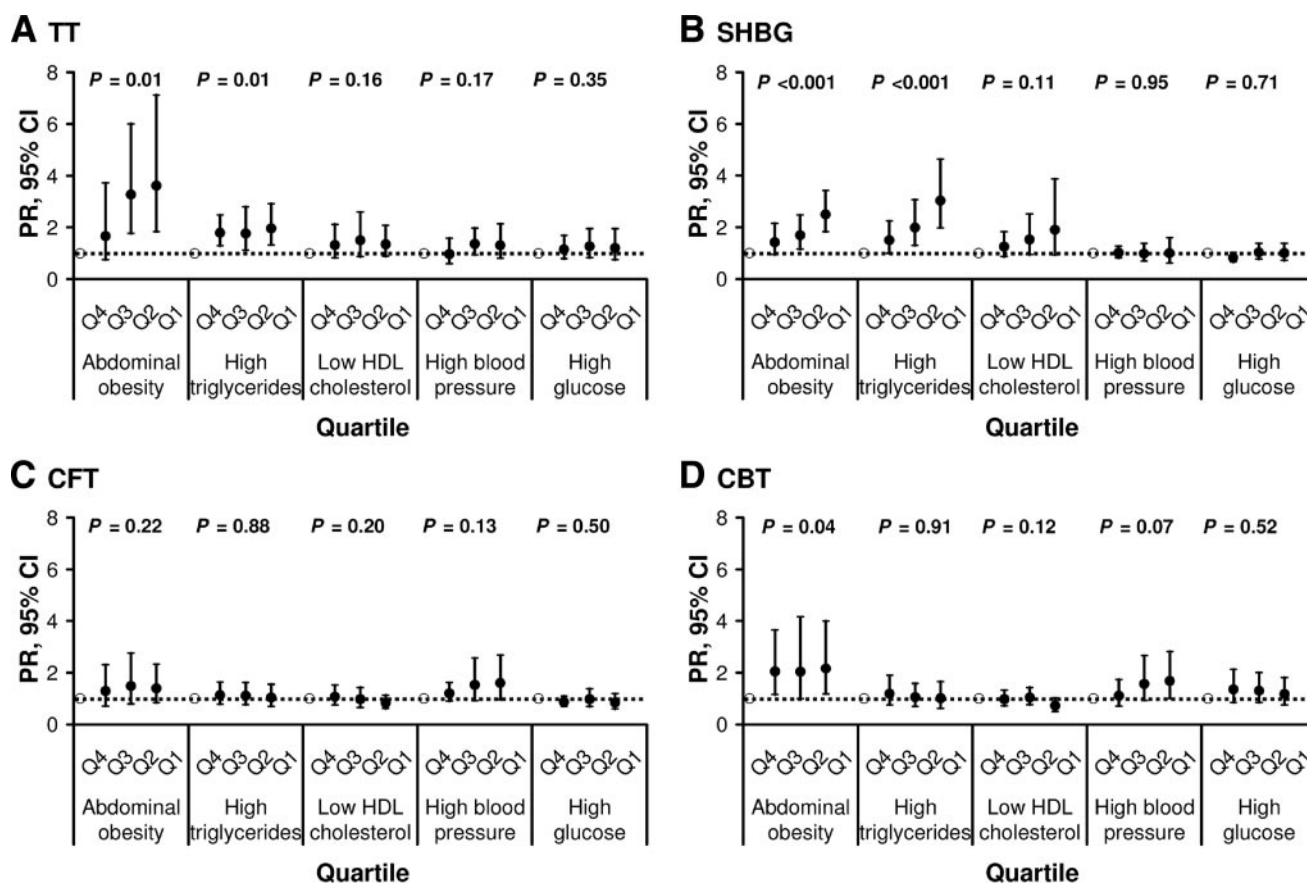 A TT
P = 0.01 P = 0.01 P = 0.16 P = 0.17 P = 0.35
PR, 95% CI
8
6
4
2
0
Q4 Q3 Q2 Q1 Q4 Q3 Q2 Q1 Q4 Q3 Q2 Q1 Q4 Q3 Q2 Q1 Q4 Q3 Q2 Q1
Abdominal High Low HDL High blood High
obesity triglycerides cholesterol pressure glucose
Quartile
B SHBG
P <0.001 P <0.001 P = 0.11 P = 0.95 P = 0.71
PR, 95% CI
8
6
4
2
0
Q4 Q3 Q2 Q1 Q4 Q3 Q2 Q1 Q4 Q3 Q2 Q1 Q4 Q3 Q2 Q1 Q4 Q3 Q2 Q1
Abdominal High Low HDL High blood High
obesity triglycerides cholesterol pressure glucose
Quartile
C CFT
P = 0.22 P = 0.88 P = 0.20 P = 0.13 P = 0.50
PR, 95% CI
8
6
4
2
0
Q4 Q3 Q2 Q1 Q4 Q3 Q2 Q1 Q4 Q3 Q2 Q1 Q4 Q3 Q2 Q1 Q4 Q3 Q2 Q1
Abdominal High Low HDL High blood High
obesity triglycerides cholesterol pressure glucose
Quartile
D CBT
P = 0.04 P = 0.91 P = 0.12 P = 0.07 P = 0.52
PR, 95% CI
8
6
4
2
0
Q4 Q3 Q2 Q1 Q4 Q3 Q2 Q1 Q4 Q3 Q2 Q1 Q4 Q3 Q2 Q1 Q4 Q3 Q2 Q1
Abdominal High Low HDL High blood High
obesity triglycerides cholesterol pressure glucose
Quartile